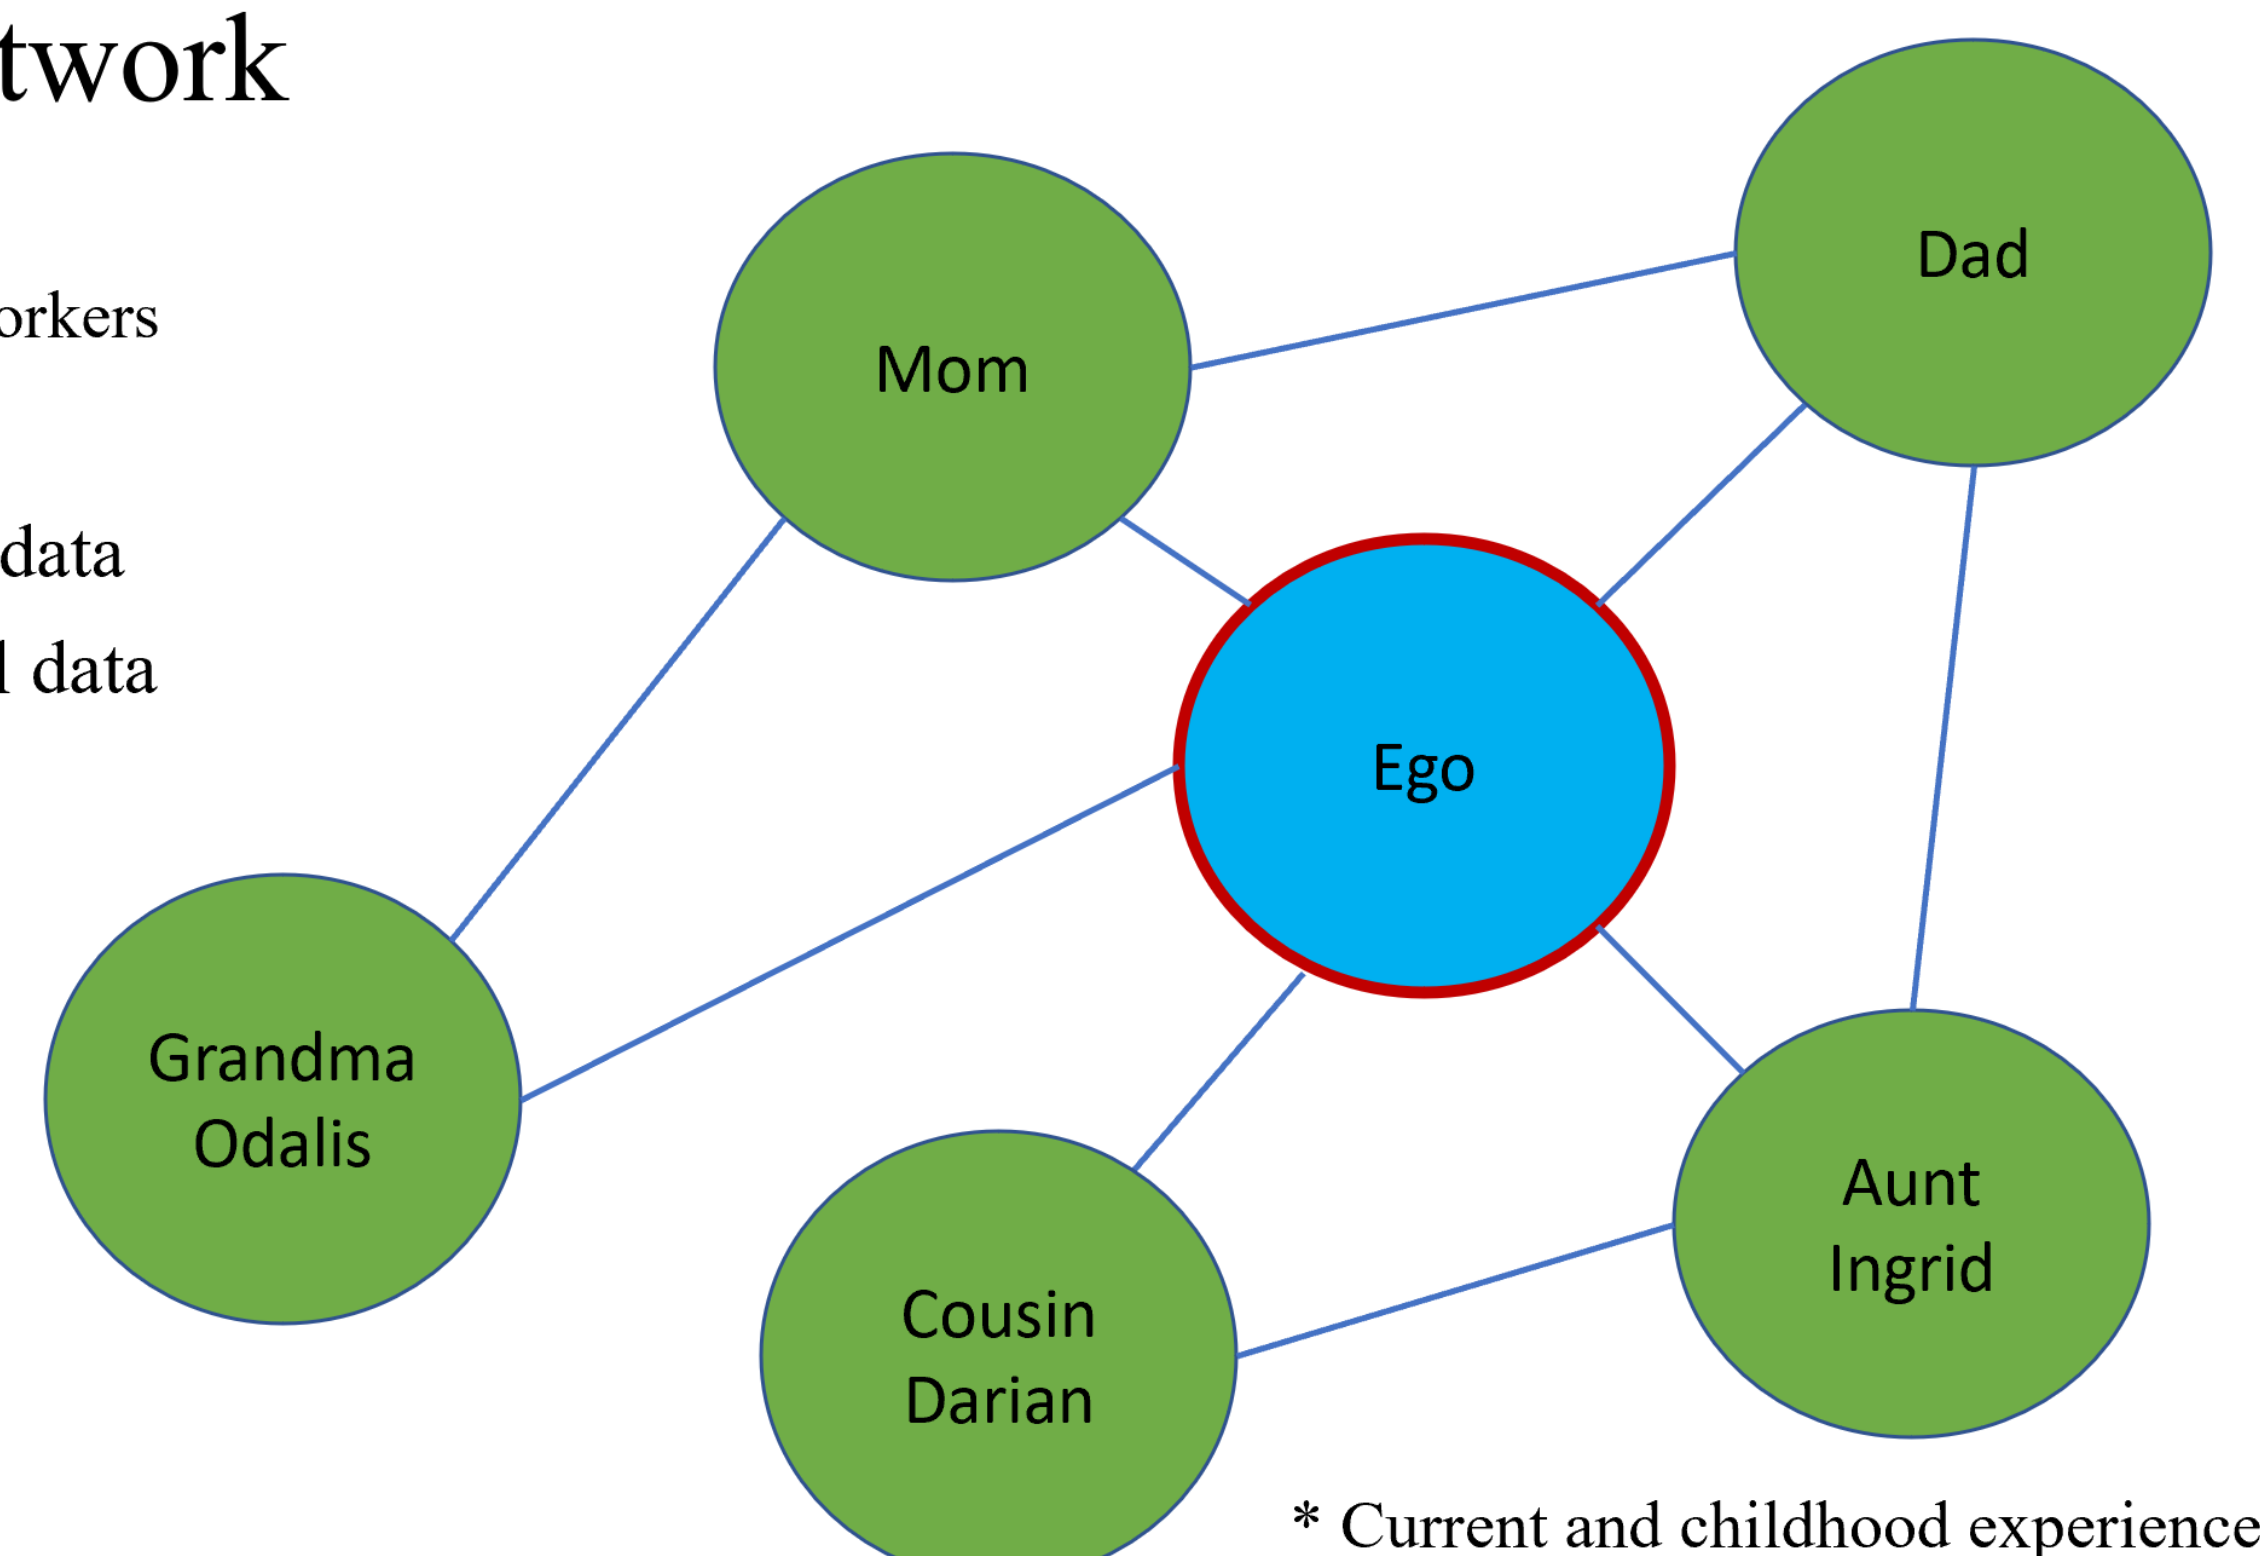 twork
orkers
data
l data
Mom
Dad
Ego
Grandma
Odalis
Cousin
Darian
Aunt
Ingrid
* Current and childhood experience